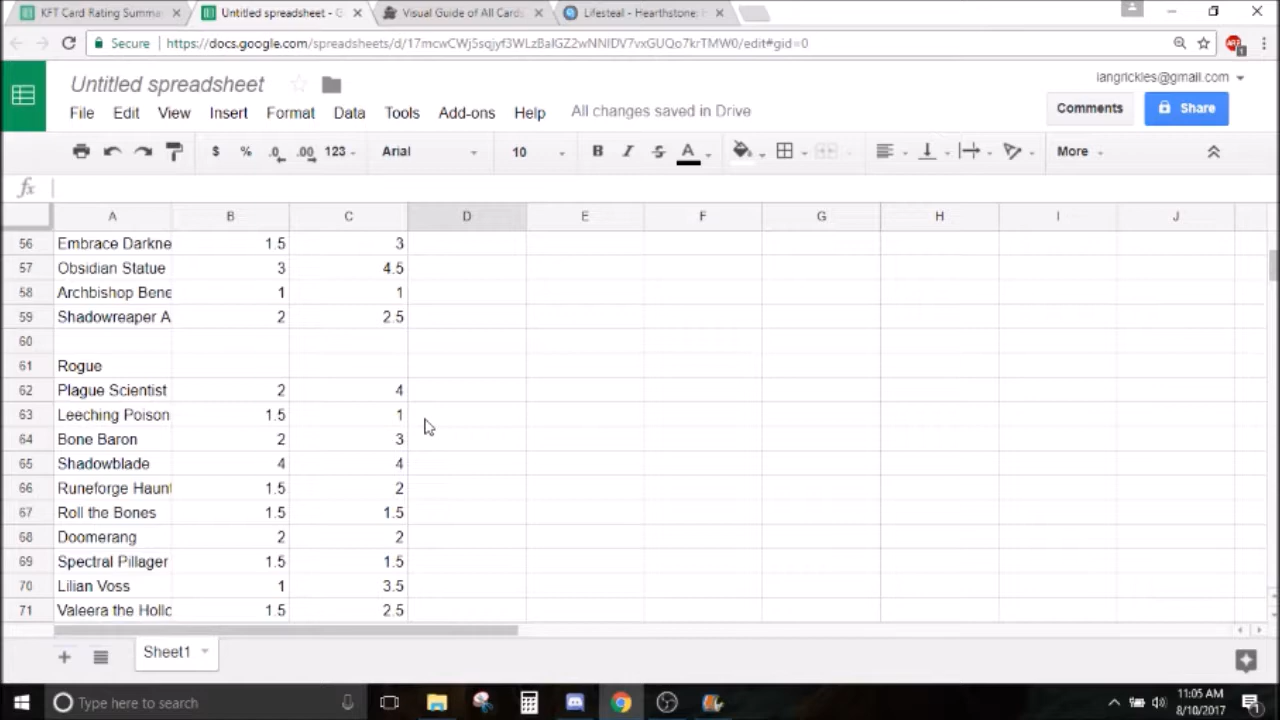 KFT Card Rating Summa
Untitled spreadsheet - G
Visual Guide of All Cards
Lifesteal - Hearthstone:
Secure
https://docs.google.com/spreadsheets/d/17mcwCWj5sqjyf3WLzBaIGZ2wNNIDV7vxGUQo7krTMW0/edit#gid=0
Untitled spreadsheet
iangrickles@gmail.com
File Edit View Insert Format Data Tools Add-ons Help All changes saved in Drive
Comments
Share
$ % .0 .00 123 Arial 10 B I S A More
fx
A B C D E F G H I J
56 Embrace Darkne 1.5 3
57 Obsidian Statue 3 4.5
58 Archbishop Bene 1 1
59 Shadowreaper A 2 2.5
60
61 Rogue
62 Plague Scientist 2 4
63 Leeching Poison 1.5 1
64 Bone Baron 2 3
65 Shadowblade 4 4
66 Runeforge Haunt 1.5 2
67 Roll the Bones 1.5 1.5
68 Doomerang 2 2
69 Spectral Pillager 1.5 1.5
70 Lilian Voss 1 3.5
71 Valeera the Hollo 1.5 2.5
Sheet1
Type here to search
11:05 AM
8/10/2017